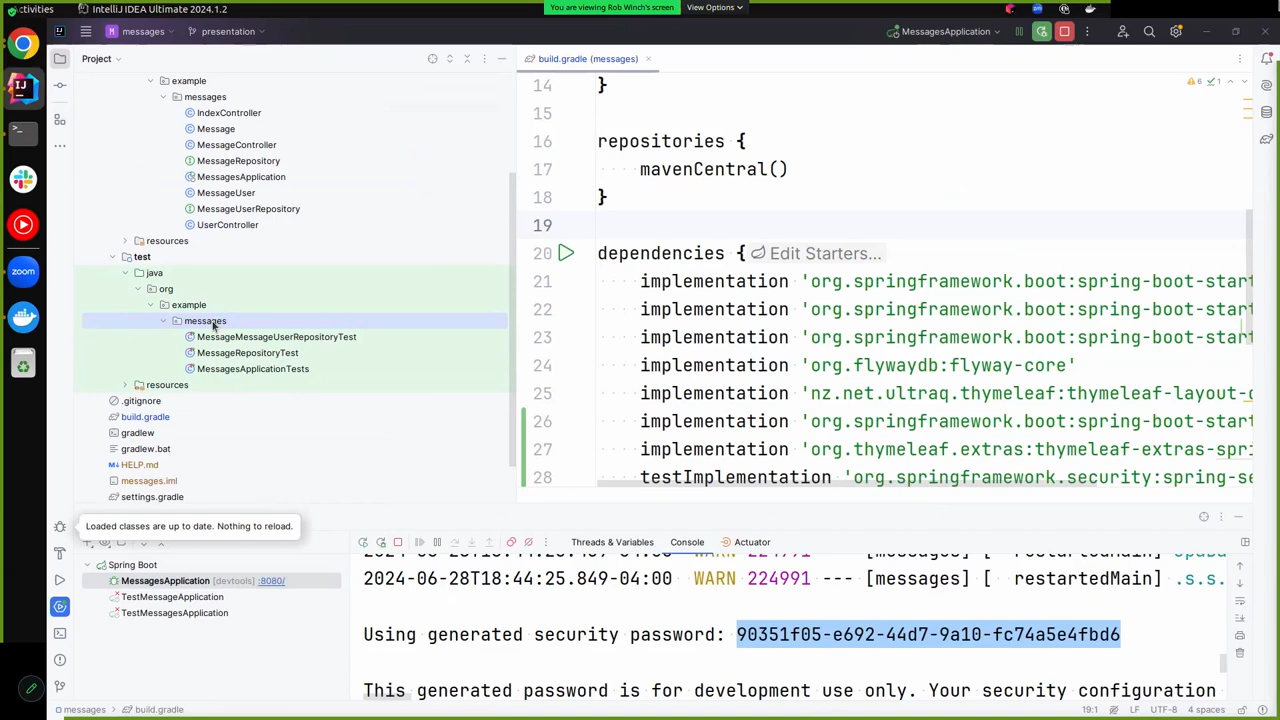 Activities
IntelliJ IDEA Ultimate 2024.1.2
You are viewing Rob Winch's screen
View Options
messages
presentation
MessagesApplication
Project
build.gradle (messages)
example
messages
IndexController
Message
MessageController
MessageRepository
MessagesApplication
MessageUser
MessageUserRepository
UserController
resources
test
java
org
example
messages
MessageMessageUserRepositoryTest
MessageRepositoryTest
MessagesApplicationTests
resources
.gitignore
build.gradle
gradlew
gradlew.bat
HELP.md
messages.iml
settings.gradle
6 1
14 }
15
16 repositories {
17 mavenCentral()
18 }
19
20 dependencies { Edit Starters...
21 implementation 'org.springframework.boot:spring-boot-start
22 implementation 'org.springframework.boot:spring-boot-start
23 implementation 'org.springframework.boot:spring-boot-start
24 implementation 'org.flywaydb:flyway-core'
25 implementation 'nz.net.ultraq.thymeleaf:thymeleaf-layout-d
26 implementation 'org.springframework.boot:spring-boot-start
27 implementation 'org.thymeleaf.extras:thymeleaf-extras-spri
28 testImplementation 'org.springframework.security:spring-se
Loaded classes are up to date. Nothing to reload.
Threads & Variables
Console
Actuator
Spring Boot
MessagesApplication [devtools] :8080/
TestMessageApplication
TestMessagesApplication
WARN 224991 --- [messages] [ restartedMain]
2024-06-28T18:44:25.849-04:00 WARN 224991 --- [messages] [ restartedMain] .s.s.
Using generated security password: 90351f05-e692-44d7-9a10-fc74a5e4fbd6
This generated password is for development use only. Your security configuration
messages
build.gradle
19:1 LF UTF-8 4 spaces
zoom